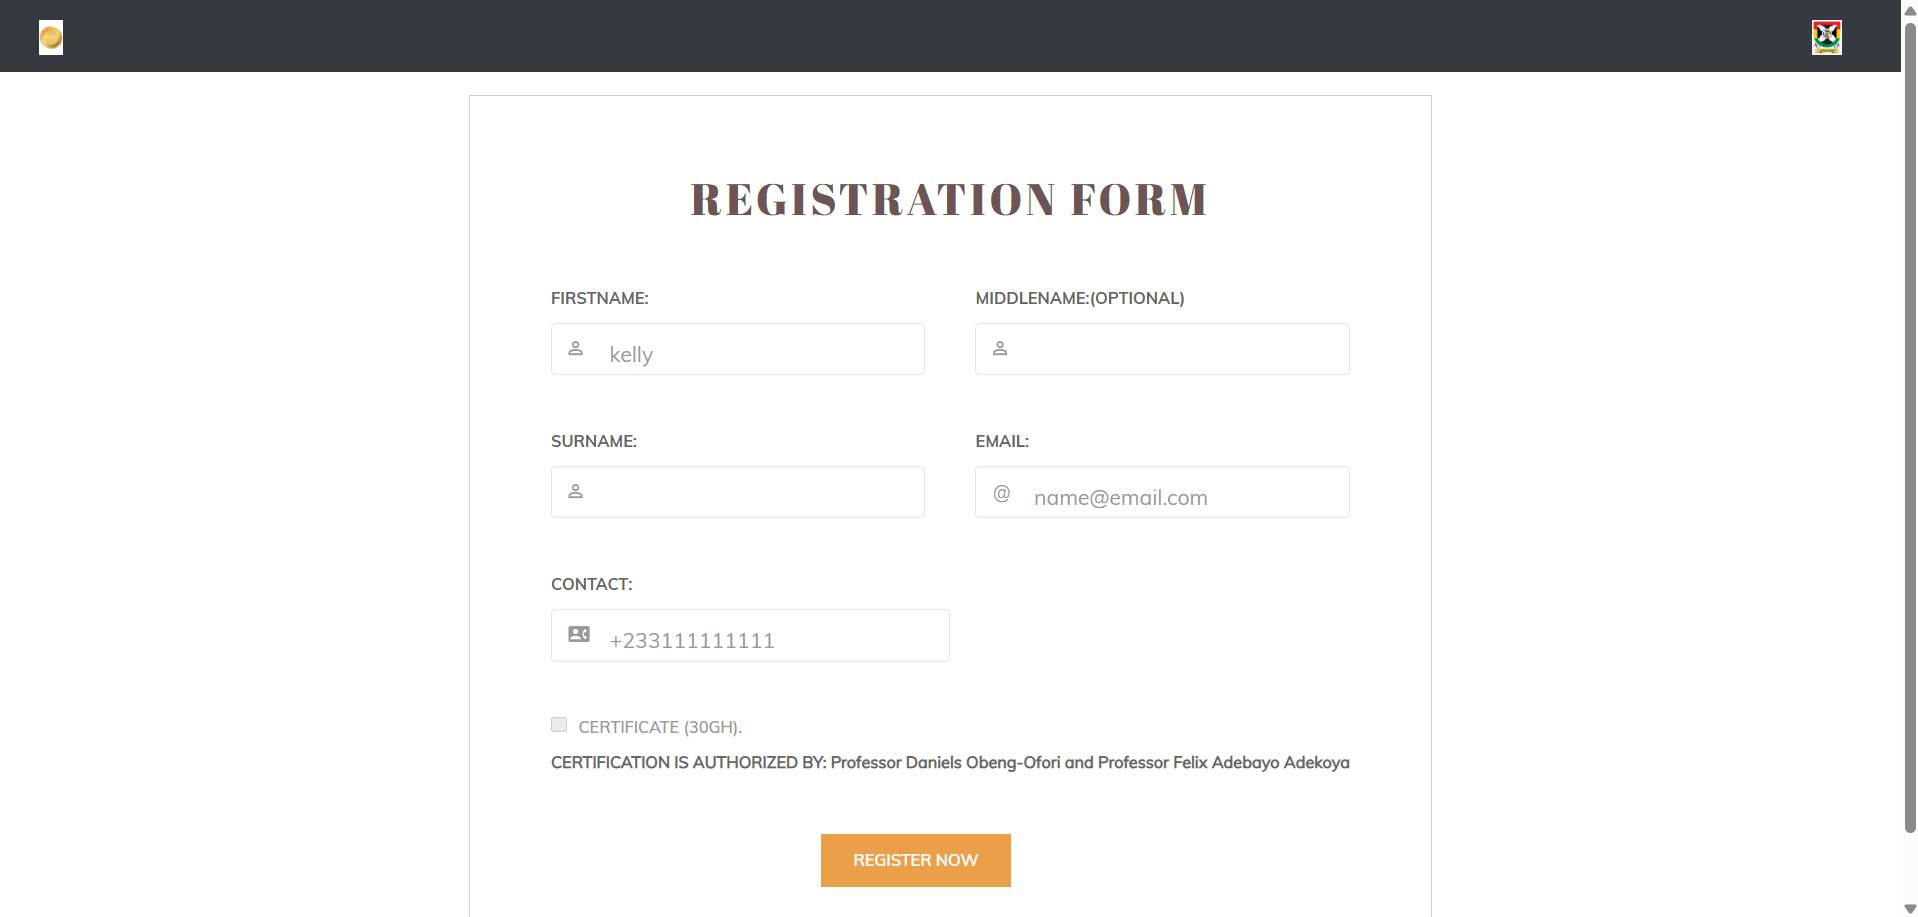 REGISTRATION FORM
FIRSTNAME:
MIDDLENAME:(OPTIONAL)
kelly
SURNAME:
EMAIL:
@ name@email.com
CONTACT:
+233111111111
CERTIFICATE (30GH).
CERTIFICATION IS AUTHORIZED BY: Professor Daniels Obeng-Ofori and Professor Felix Adebayo Adekoya
REGISTER NOW